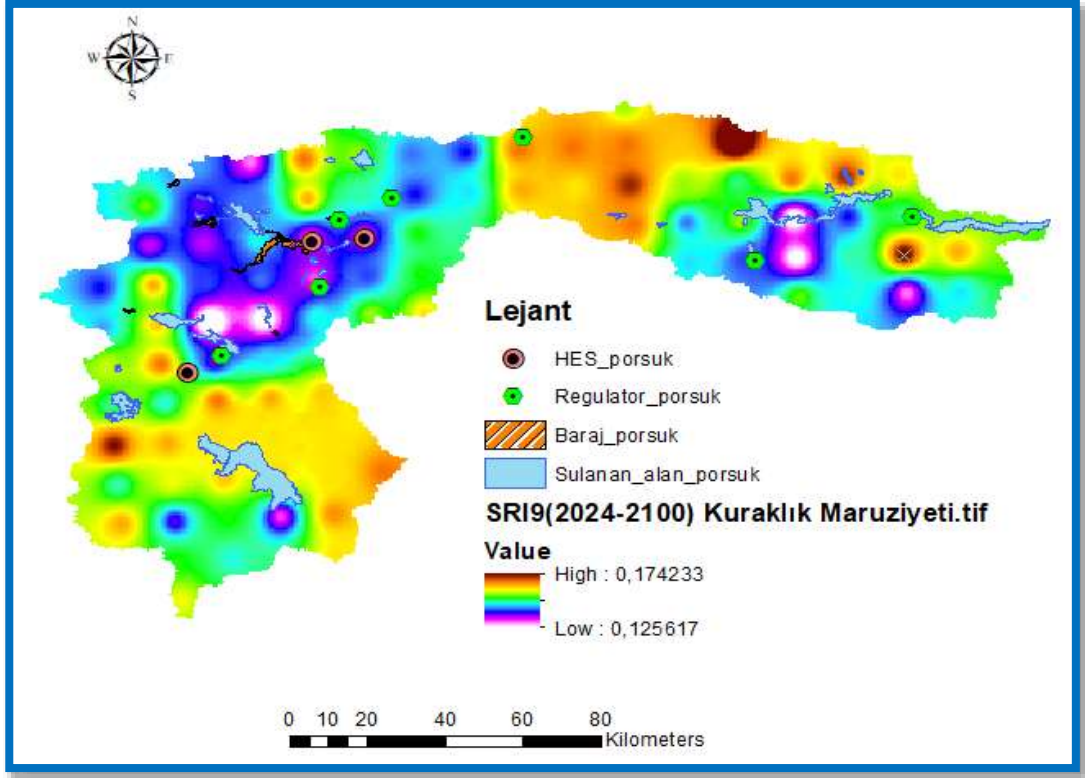 N
W E
S
Lejant
HES_porsuk
Regulator_porsuk
Baraj_porsuk
Sulanan_alan_porsuk
SRI9(2024-2100) Kuraklık Maruziyeti.tif
Value
High : 0,174233
Low : 0,125617
0 10 20 40 60 80
Kilometers